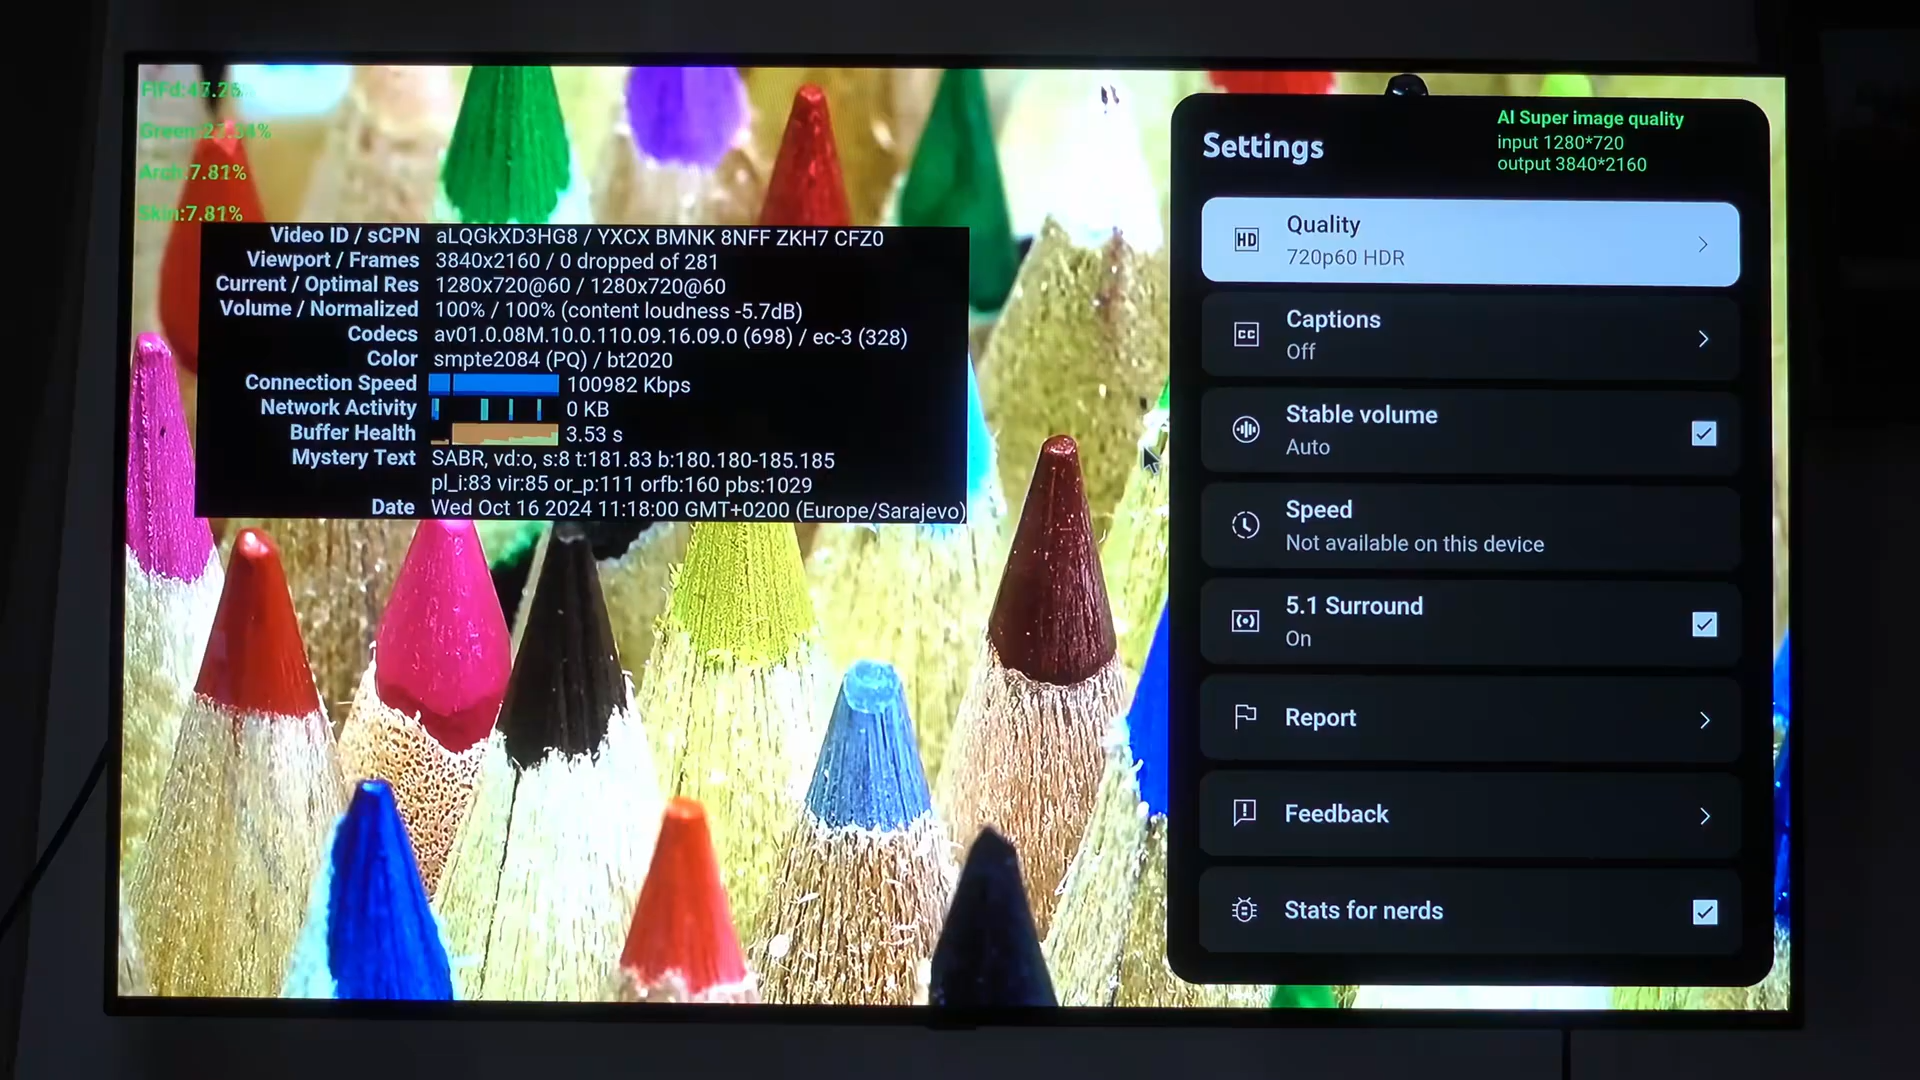 Green:27.34%
Arch:7.81%
Skin:7.81%
Video ID / sCPN aLQGkXD3HG8 / YXCX BMNK 8NFF ZKH7 CFZ0
Viewport / Frames 3840x2160 / 0 dropped of 281
Current / Optimal Res 1280x720@60 / 1280x720@60
Volume / Normalized 100% / 100% (content loudness -5.7dB)
Codecs av01.0.08M.10.0.110.09.16.09.0 (698) / ec-3 (328)
Color smpte2084 (PQ) / bt2020
Connection Speed 100982 Kbps
Network Activity 0 KB
Buffer Health 3.53 s
Mystery Text SABR, vd:o, s:8 t:181.83 b:180.180-185.185
pl_i:83 vir:85 or_p:111 orfb:160 pbs:1029
Date Wed Oct 16 2024 11:18:00 GMT+0200 (Europe/Sarajevo)
Settings
AI Super image quality
input 1280*720
output 3840*2160
HD
Quality
720p60 HDR
CC
Captions
Off
Stable volume
Auto
Speed
Not available on this device
5.1 Surround
On
Report
Feedback
Stats for nerds